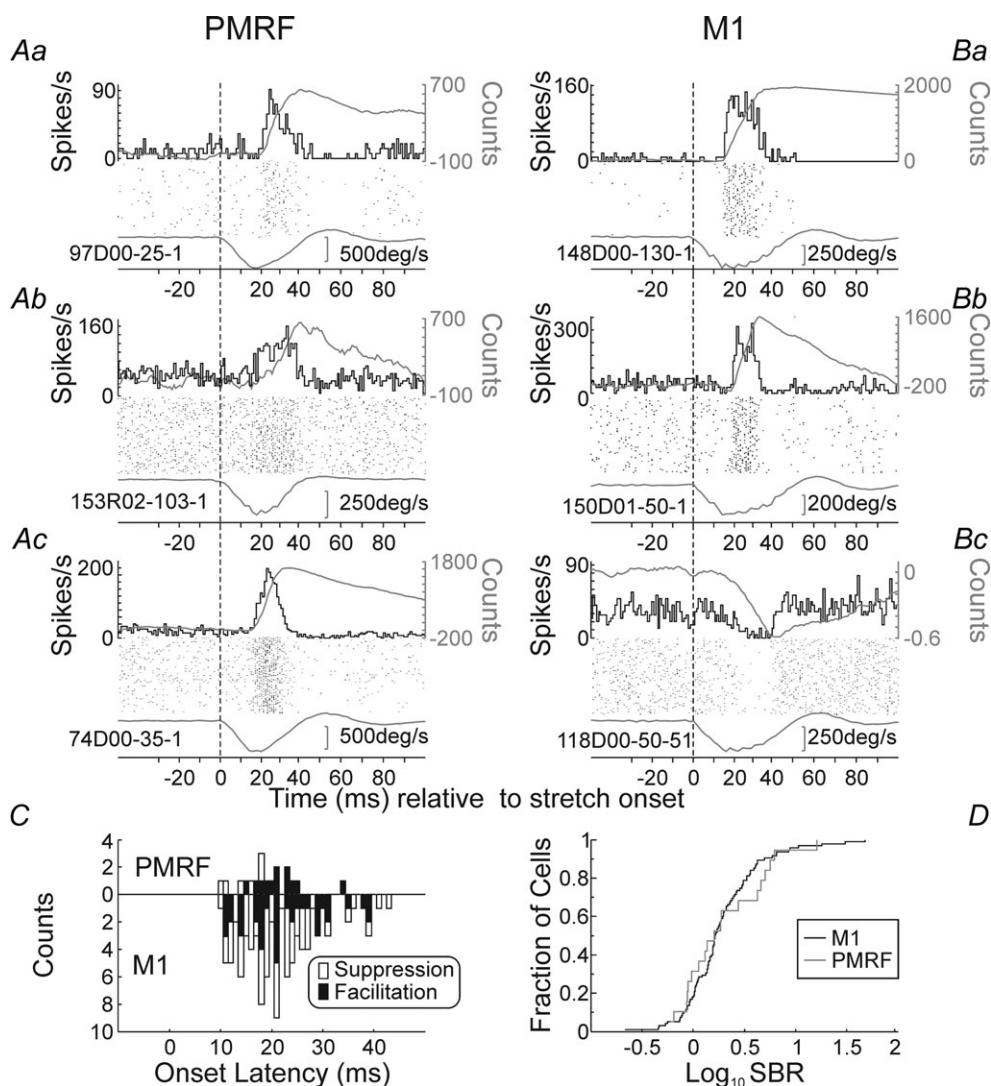 PMRF M1
Aa Ba
Spikes/s 90 0 700 -100 Counts
Spikes/s 160 0 2000 0 Counts
97D00-25-1 500deg/s
148D00-130-1 250deg/s
-20 0 20 40 60 80
-20 0 20 40 60 80
Ab Bb
Spikes/s 160 0 700 -100 Counts
Spikes/s 300 0 1600 -200 Counts
153R02-103-1 250deg/s
150D01-50-1 200deg/s
-20 0 20 40 60 80
-20 0 20 40 60 80
Ac Bc
Spikes/s 200 0 1800 -200 Counts
Spikes/s 90 0 0 -0.6 Counts
74D00-35-1 500deg/s
118D00-50-51 250deg/s
-20 0 20 40 60 80
-20 0 20 40 60 80
Time (ms) relative to stretch onset
C
4
2
0
2
4
6
8
10
Counts
PMRF
M1
Suppression
Facilitation
0 10 20 30 40
Onset Latency (ms)
D
1
0.8
0.6
0.4
0.2
0
Fraction of Cells
M1
PMRF
-0.5 0 0.5 1 1.5 2
Log10 SBR